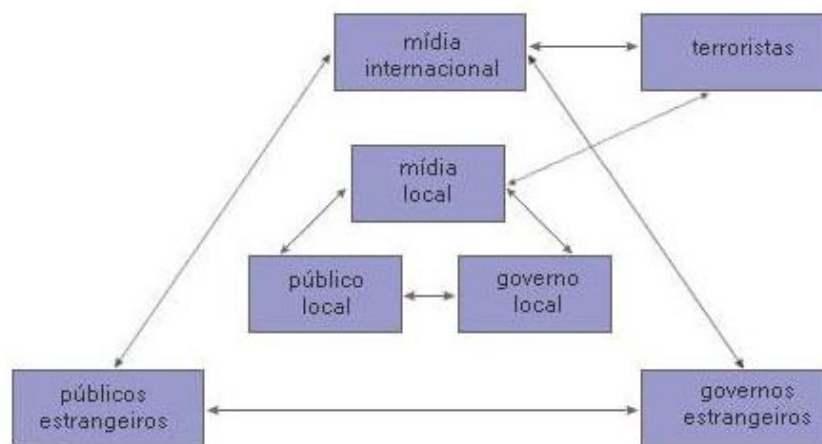 mídia
internacional
terroristas
mídia
local
público
local
governo
local
públicos
estrangeiros
governos
estrangeiros